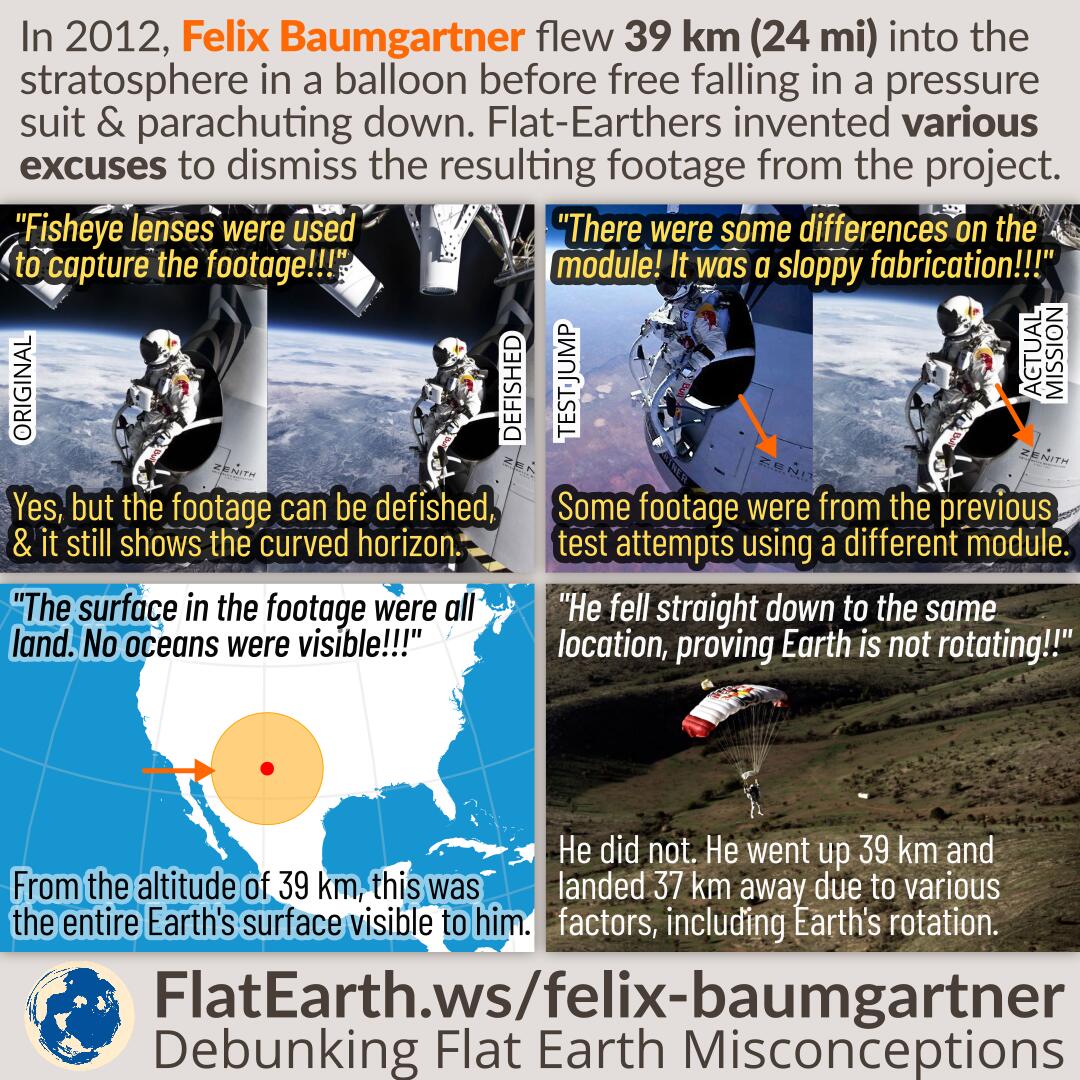 In 2012, Felix Baumgartner flew 39 km (24 mi) into the
stratosphere in a balloon before free falling in a pressure
suit & parachuting down. Flat-Earthers invented various
excuses to dismiss the resulting footage from the project.
"Fisheye lenses were used
to capture the footage!!!"
ORIGINAL
DEFISHED
ZENITH
ZEN
Yes, but the footage can be defished,
& it still shows the curved horizon.
"There were some differences on the
module! It was a sloppy fabrication!!!"
TEST JUMP
ACTUAL
MISSION
ZENIT
ZENITH
Some footage were from the previous
test attempts using a different module.
"The surface in the footage were all
land. No oceans were visible!!!"
From the altitude of 39 km, this was
the entire Earth's surface visible to him.
"He fell straight down to the same
location, proving Earth is not rotating!!"
He did not. He went up 39 km and
landed 37 km away due to various
factors, including Earth's rotation.
FlatEarth.ws/felix-baumgartner
Debunking Flat Earth Misconceptions